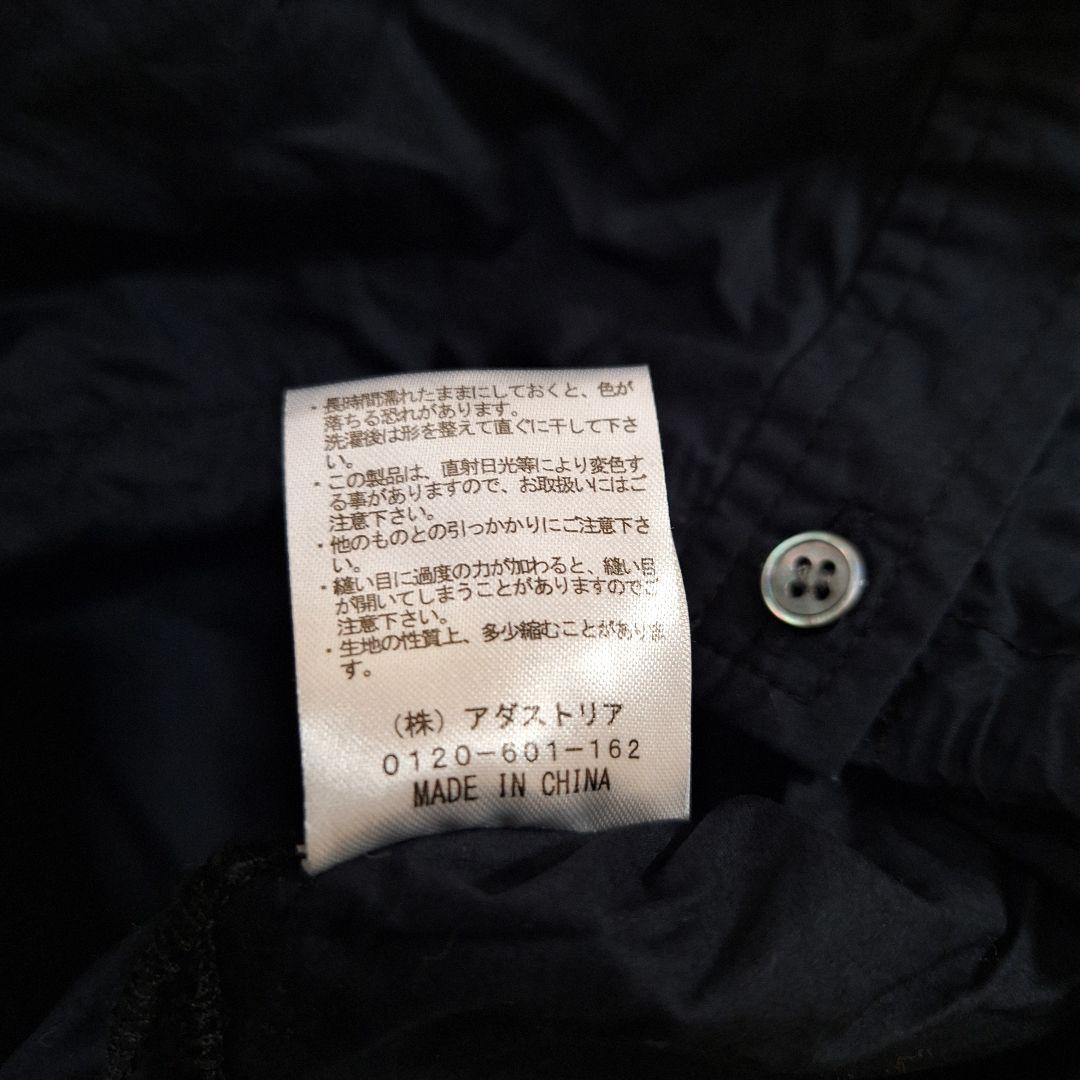 ・長時間濡れたままにしておくと、色が
落ちる恐れがあります。
洗濯後は形を整えて直ぐに干して下さ
い。
・この製品は、直射日光等により変色す
る事がありますので、お取扱いにはご
注意下さい。
・他のものとの引っかかりにご注意下さ
い。
・縫い目に過度の力が加わると、縫い目
が開いてしまうことがありますのでご
注意下さい。
・生地の性質上、多少縮むことがありま
す。
（株）アダストリア
0120-601-162
MADE IN CHINA